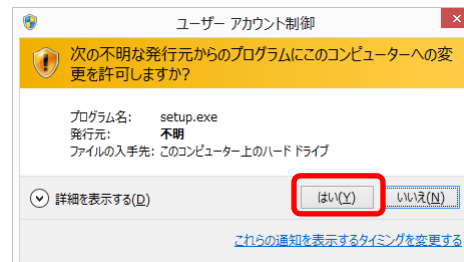 ユーザー アカウント制御
次の不明な発行元からのプログラムにこのコンピューターへの変
更を許可しますか?
プログラム名: setup.exe
発行元: 不明
ファイルの入手先: このコンピューター上のハード ドライブ
詳細を表示する(D) はい(Y) いいえ(N)
これらの通知を表示するタイミングを変更する